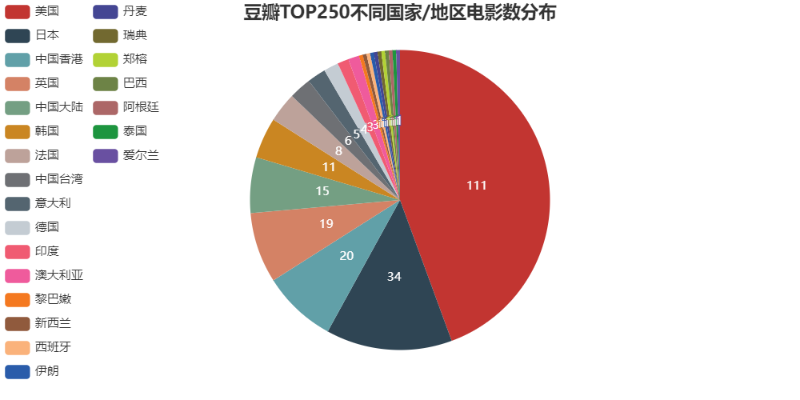 豆瓣TOP250不同国家/地区电影数分布
美国
日本
中国香港
英国
中国大陆
韩国
法国
中国台湾
意大利
德国
印度
澳大利亚
黎巴嫩
新西兰
西班牙
伊朗
丹麦
瑞典
郑榕
巴西
阿根廷
泰国
爱尔兰
111
34
20
19
15
11
8
6
5
4
3
3